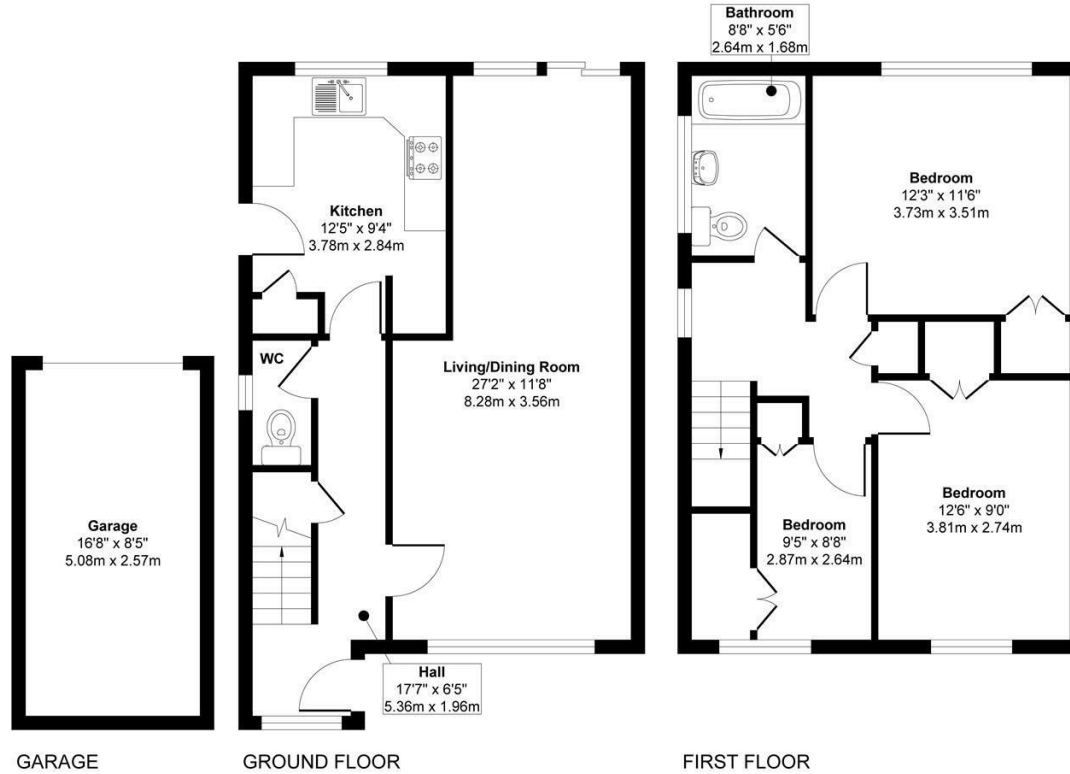 Bathroom
8'8" x 5'6"
2.64m x 1.68m
Kitchen
12'5" x 9'4"
3.78m x 2.84m
WC
Living/Dining Room
27'2" x 11'8"
8.28m x 3.56m
Hall
17'7" x 6'5"
5.36m x 1.96m
Garage
16'8" x 8'5"
5.08m x 2.57m
Bedroom
12'3" x 11'6"
3.73m x 3.51m
Bedroom
12'6" x 9'0"
3.81m x 2.74m
Bedroom
9'5" x 8'8"
2.87m x 2.64m
GARAGE
GROUND FLOOR
FIRST FLOOR